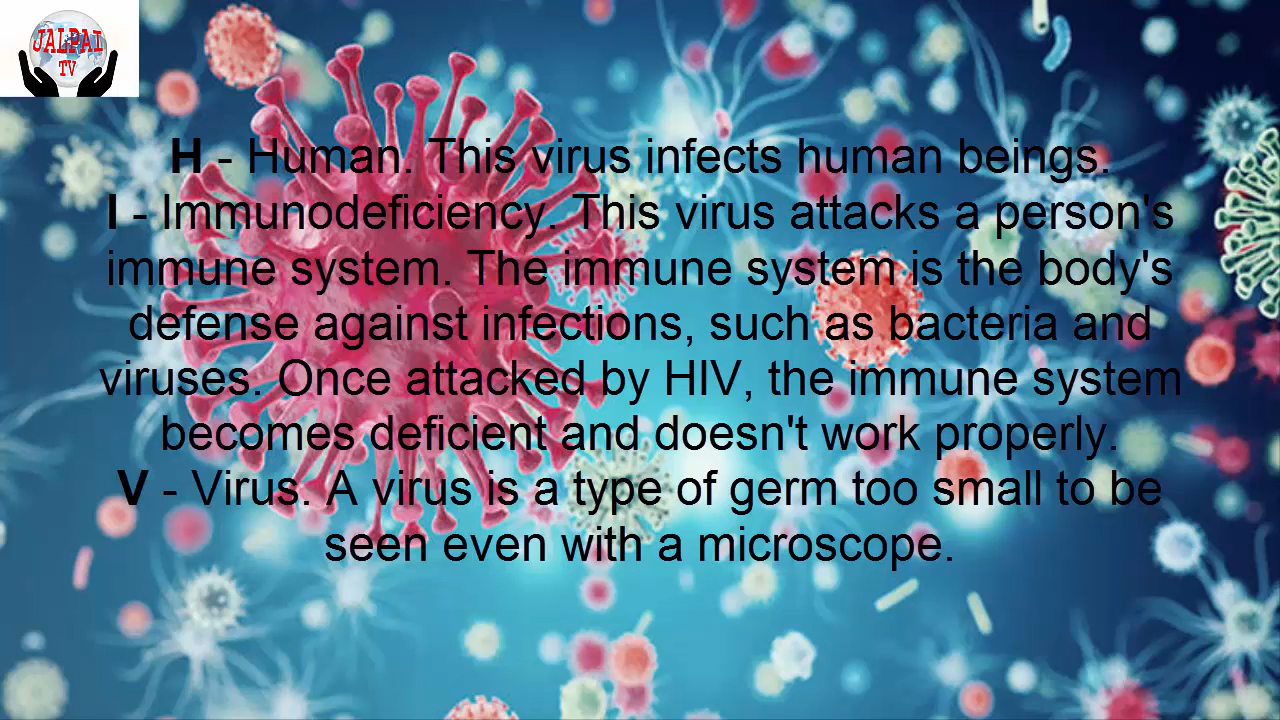 JALPAI
TV
H - Human. This virus infects human beings.
I - Immunodeficiency. This virus attacks a person's
immune system. The immune system is the body's
defense against infections, such as bacteria and
viruses. Once attacked by HIV, the immune system
becomes deficient and doesn't work properly.
V - Virus. A virus is a type of germ too small to be
seen even with a microscope.